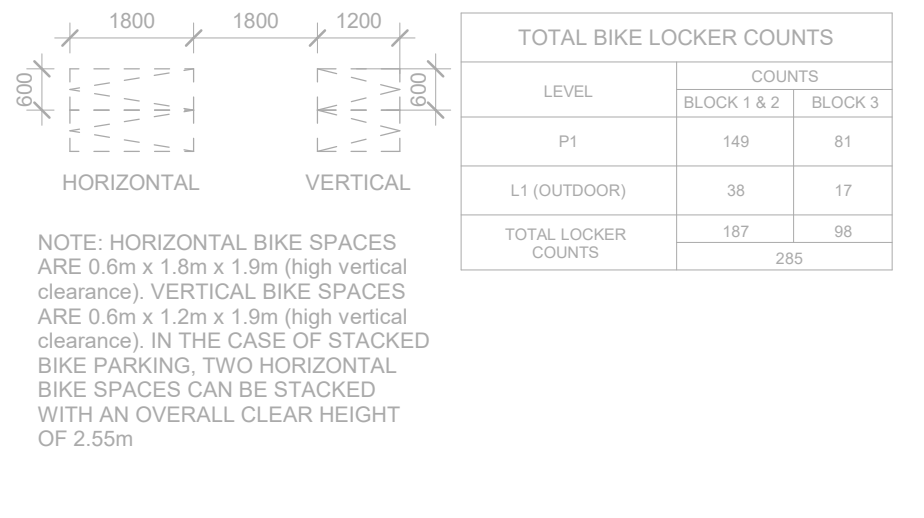 1800 1800 1200
600 600
HORIZONTAL VERTICAL
NOTE: HORIZONTAL BIKE SPACES
ARE 0.6m x 1.8m x 1.9m (high vertical
clearance). VERTICAL BIKE SPACES
ARE 0.6m x 1.2m x 1.9m (high vertical
clearance). IN THE CASE OF STACKED
BIKE PARKING, TWO HORIZONTAL
BIKE SPACES CAN BE STACKED
WITH AN OVERALL CLEAR HEIGHT
OF 2.55m
TOTAL BIKE LOCKER COUNTS
LEVEL COUNTS
BLOCK 1 & 2 BLOCK 3
P1 149 81
L1 (OUTDOOR) 38 17
TOTAL LOCKER
COUNTS
187 98
285